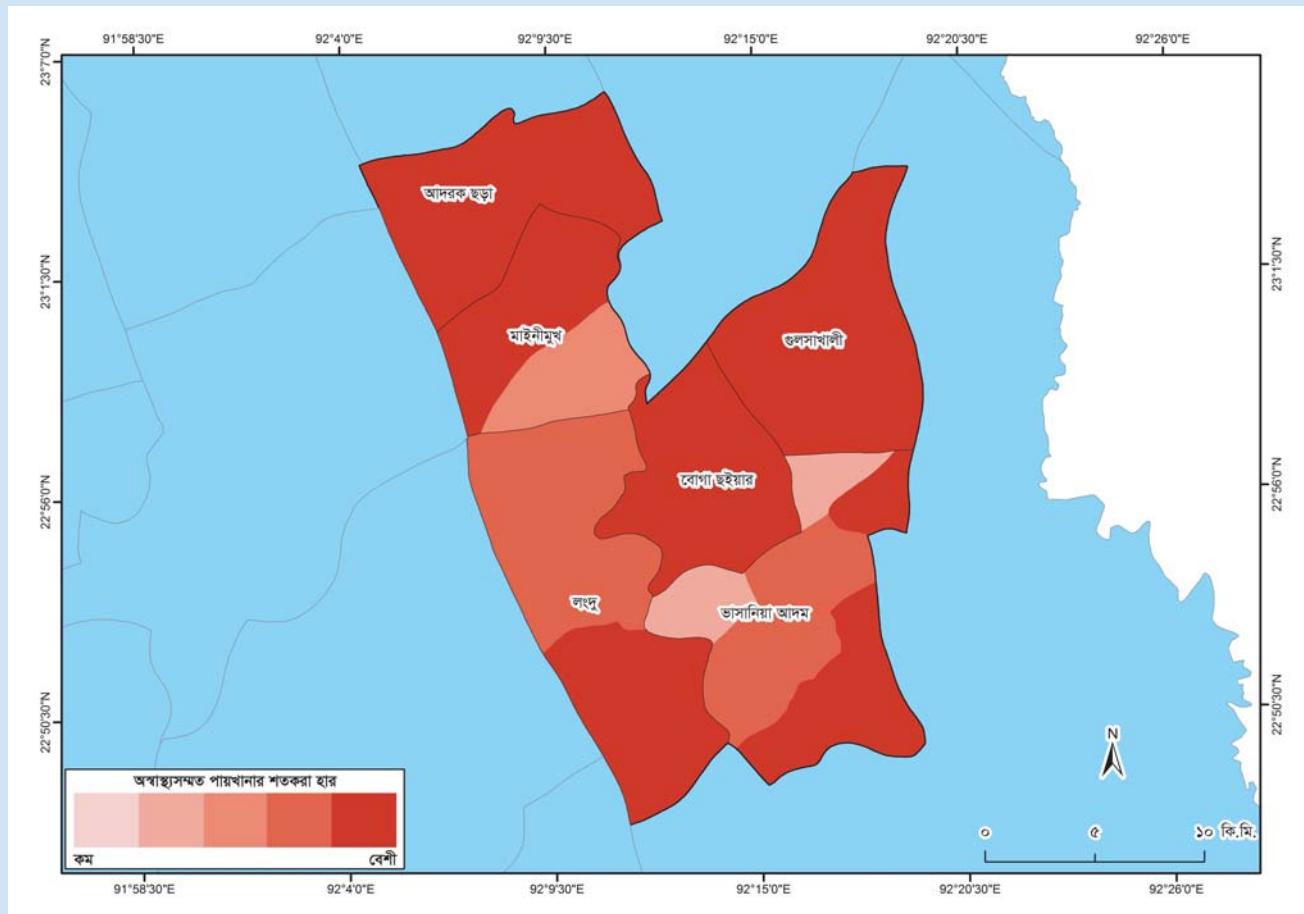 91°58'30"E
92°4'0"E
92°9'30"E
92°15'0"E
92°20'30"E
92°26'0"E
23°7'0"N
23°1'30"N
23°1'30"N
22°56'0"N
22°56'0"N
22°50'30"N
22°50'30"N
আদরক ছড়া
মাইনীমুখ
গুলসাখালী
বোগা ছইয়ার
লংদু
ভাসানিয়া আদম
অস্বাস্থ্যসম্মত পায়খানার শতকরা হার
কম
বেশী
N
০
৫
১০ কি.মি.
91°58'30"E
92°4'0"E
92°9'30"E
92°15'0"E
92°20'30"E
92°26'0"E